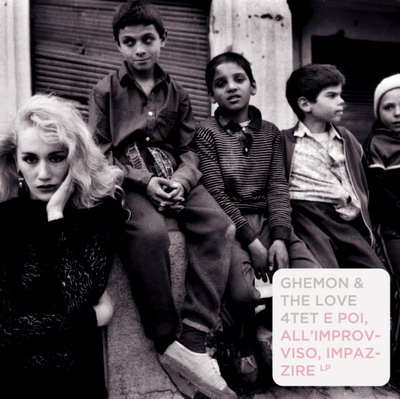 GHEMON &
THE LOVE
4TET E POI,
ALL'IMPROV-
VISO, IMPAZ-
ZIRE LP